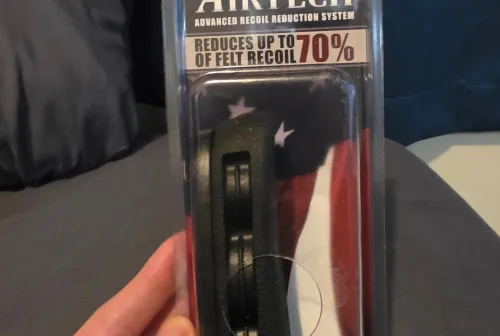 AIRTECH
ADVANCED RECOIL REDUCTION SYSTEM
REDUCES UP TO 70%
OF FELT RECOIL